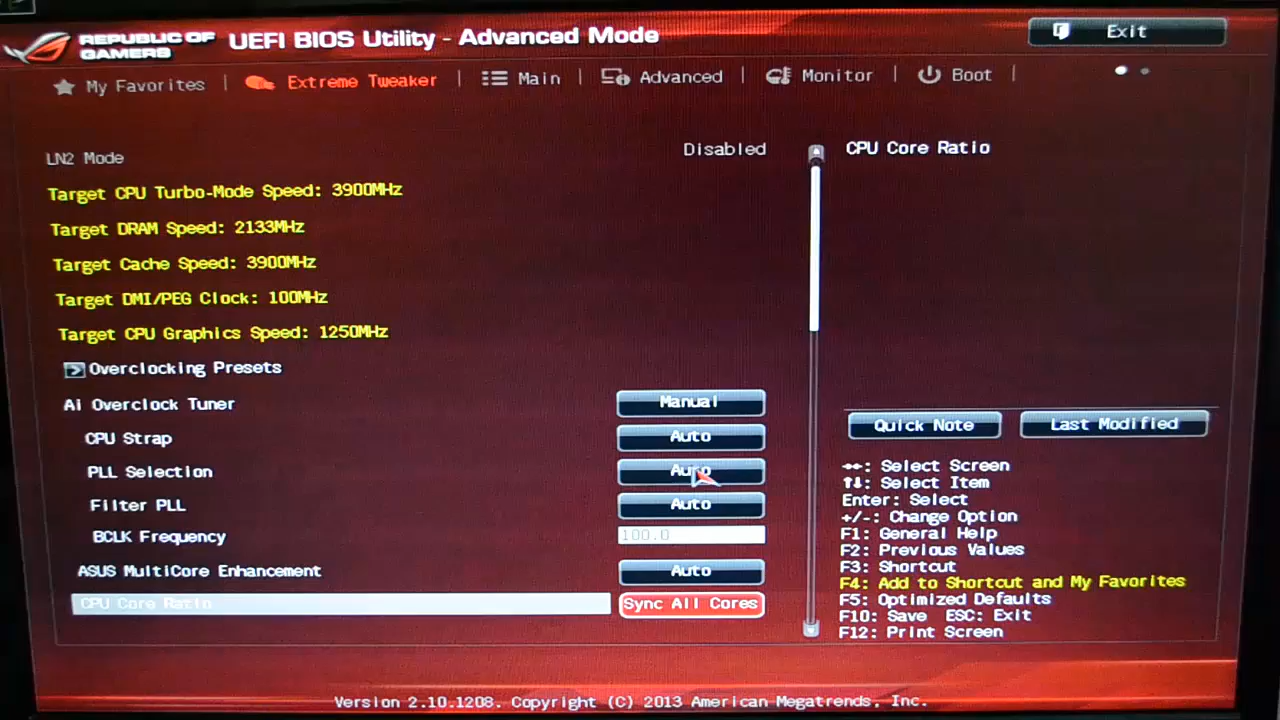 REPUBLIC OF GAMERS
UEFI BIOS Utility - Advanced Mode
Exit
My Favorites
Extreme Tweaker
Main
Advanced
Monitor
Boot
LN2 Mode Disabled
Target CPU Turbo-Mode Speed: 3900MHz
Target DRAM Speed: 2133MHz
Target Cache Speed: 3900MHz
Target DMI/PEG Clock: 100MHz
Target CPU Graphics Speed: 1250MHz
Overclocking Presets
Ai Overclock Tuner Manual
CPU Strap Auto
PLL Selection Auto
Filter PLL Auto
BCLK Frequency 100.0
ASUS MultiCore Enhancement Auto
CPU Core Ratio Sync All Cores
CPU Core Ratio
Quick Note
Last Modified
→←: Select Screen
↑↓: Select Item
Enter: Select
+/-: Change Option
F1: General Help
F2: Previous Values
F3: Shortcut
F4: Add to Shortcut and My Favorites
F5: Optimized Defaults
F10: Save ESC: Exit
F12: Print Screen
Version 2.10.1208. Copyright (C) 2013 American Megatrends, Inc.